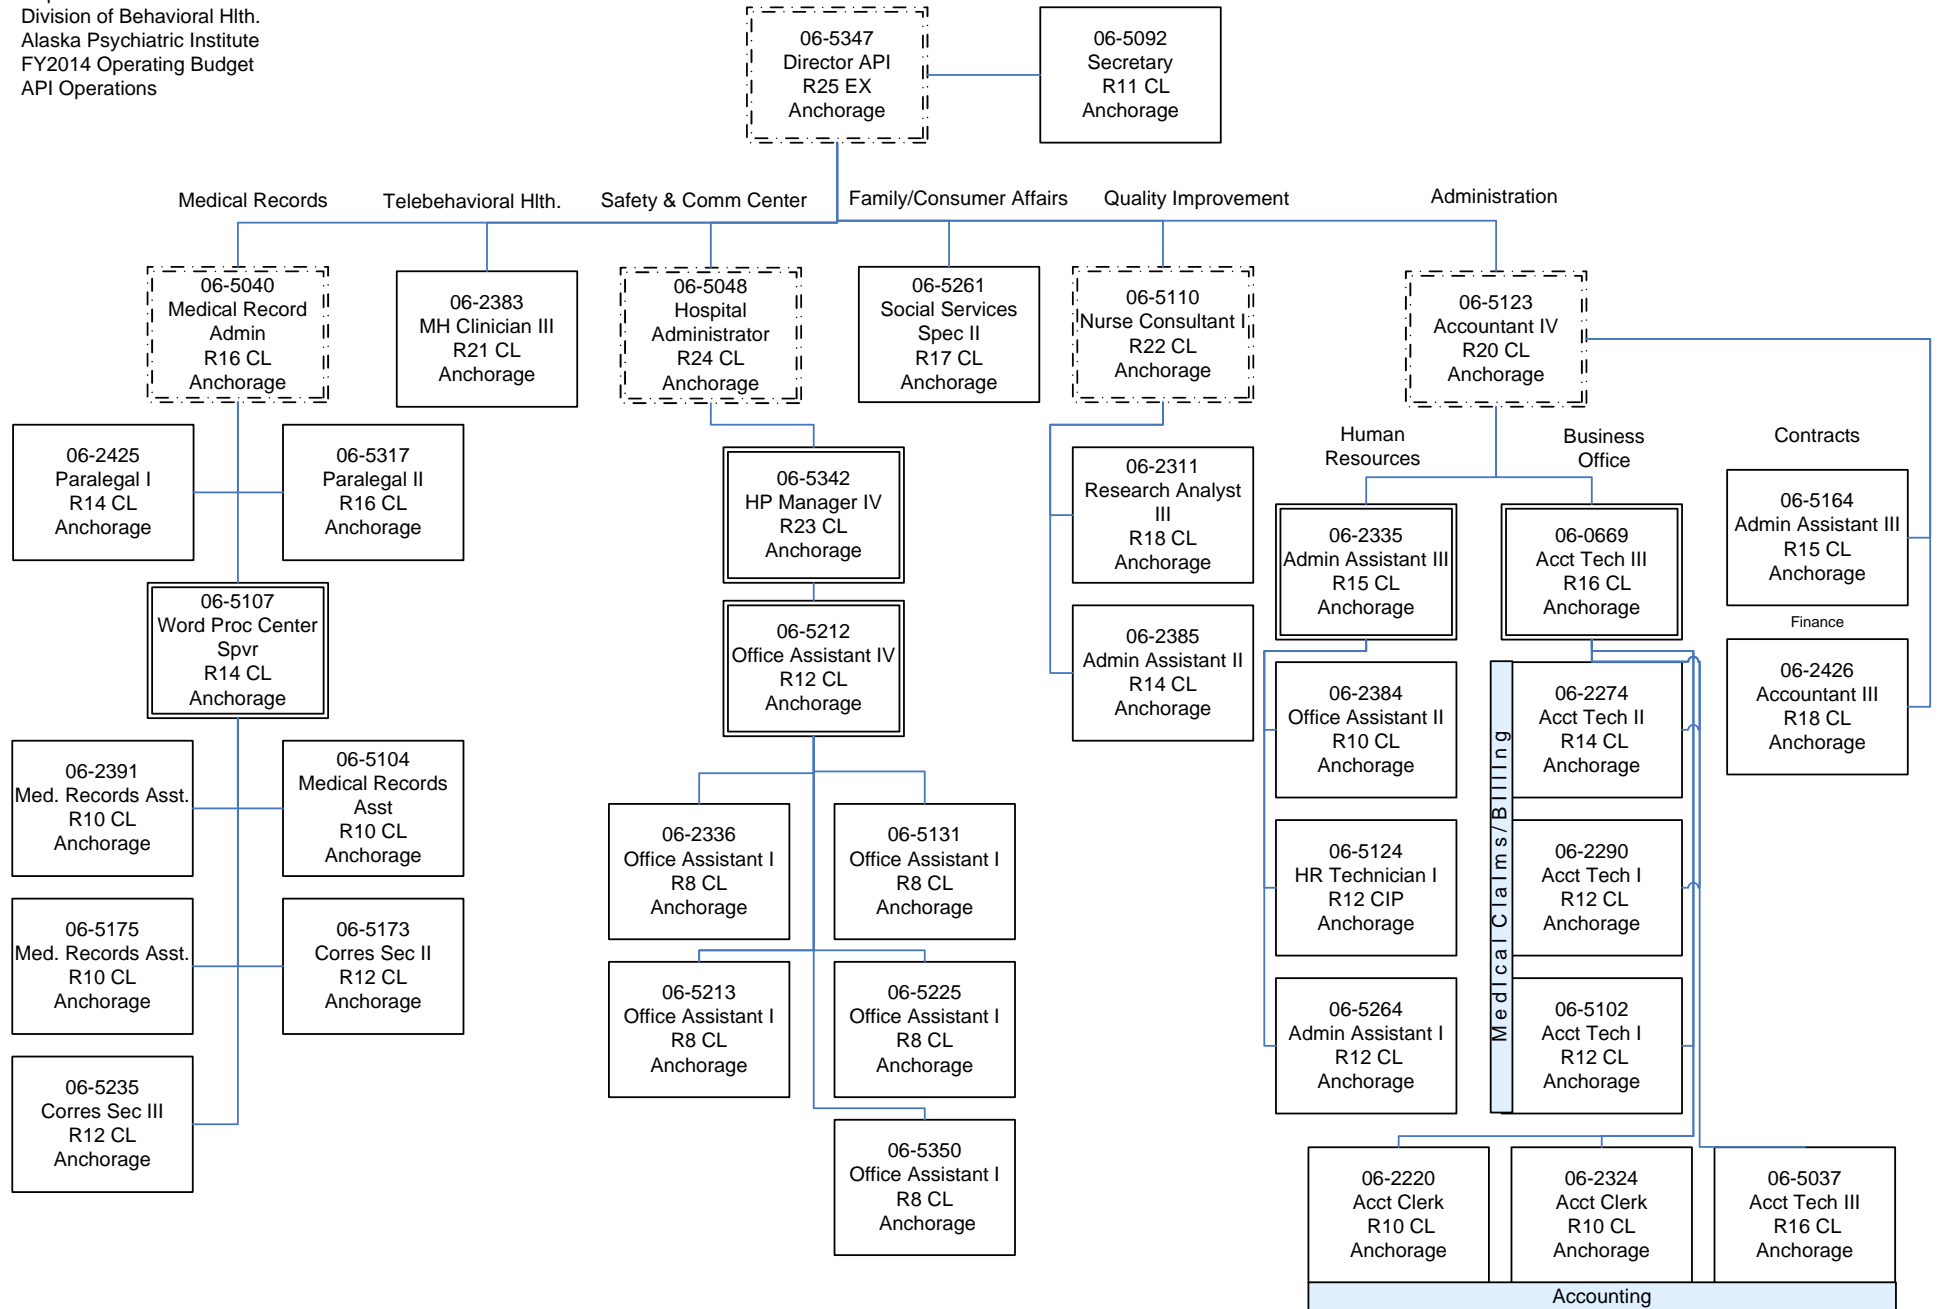 Division of Behavioral Hlth.
Alaska Psychiatric Institute
FY2014 Operating Budget
API Operations
06-5347
Director API
R25 EX
Anchorage
06-5092
Secretary
R11 CL
Anchorage
Medical Records
Telebehavioral Hlth.
Safety & Comm Center
Family/Consumer Affairs
Quality Improvement
Administration
06-5040
Medical Record
Admin
R16 CL
Anchorage
06-2383
MH Clinician III
R21 CL
Anchorage
06-5048
Hospital
Administrator
R24 CL
Anchorage
06-5261
Social Services
Spec II
R17 CL
Anchorage
06-5110
Nurse Consultant I
R22 CL
Anchorage
06-5123
Accountant IV
R20 CL
Anchorage
06-2425
Paralegal I
R14 CL
Anchorage
06-5317
Paralegal II
R16 CL
Anchorage
06-5342
HP Manager IV
R23 CL
Anchorage
06-2311
Research Analyst
III
R18 CL
Anchorage
Human
Resources
Business
Office
Contracts
06-2335
Admin Assistant III
R15 CL
Anchorage
06-0669
Acct Tech III
R16 CL
Anchorage
06-5164
Admin Assistant III
R15 CL
Anchorage
06-5107
Word Proc Center
Spvr
R14 CL
Anchorage
06-5212
Office Assistant IV
R12 CL
Anchorage
06-2385
Admin Assistant II
R14 CL
Anchorage
Finance
06-2426
Accountant III
R18 CL
Anchorage
06-2384
Office Assistant II
R10 CL
Anchorage
Medical Claims/Billing
06-2274
Acct Tech II
R14 CL
Anchorage
06-2391
Med. Records Asst.
R10 CL
Anchorage
06-5104
Medical Records
Asst
R10 CL
Anchorage
06-2336
Office Assistant I
R8 CL
Anchorage
06-5131
Office Assistant I
R8 CL
Anchorage
06-5124
HR Technician I
R12 CIP
Anchorage
06-2290
Acct Tech I
R12 CL
Anchorage
06-5175
Med. Records Asst.
R10 CL
Anchorage
06-5173
Corres Sec II
R12 CL
Anchorage
06-5213
Office Assistant I
R8 CL
Anchorage
06-5225
Office Assistant I
R8 CL
Anchorage
06-5264
Admin Assistant I
R12 CL
Anchorage
06-5102
Acct Tech I
R12 CL
Anchorage
06-5235
Corres Sec III
R12 CL
Anchorage
06-5350
Office Assistant I
R8 CL
Anchorage
06-2220
Acct Clerk
R10 CL
Anchorage
06-2324
Acct Clerk
R10 CL
Anchorage
06-5037
Acct Tech III
R16 CL
Anchorage
Accounting